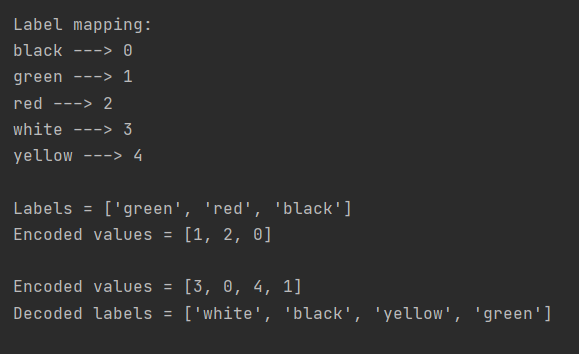 Label mapping:
black ---> 0
green ---> 1
red ---> 2
white ---> 3
yellow ---> 4
Labels = ['green', 'red', 'black']
Encoded values = [1, 2, 0]
Encoded values = [3, 0, 4, 1]
Decoded labels = ['white', 'black', 'yellow', 'green']